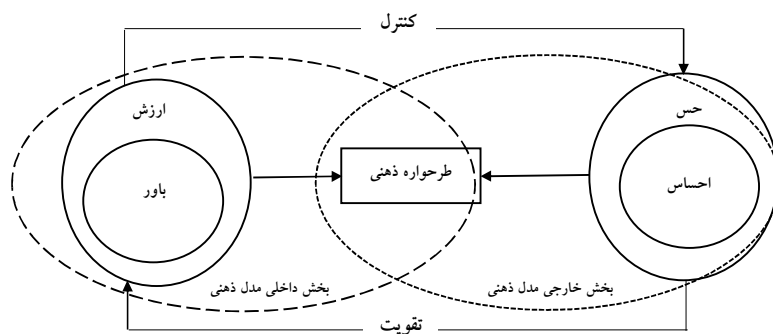 کنترل
ارزش
حس
طرحواره ذهنی
باور
احساس
بخش خارجی مدل ذهنی
بخش داخلی مدل ذهنی
تقویت